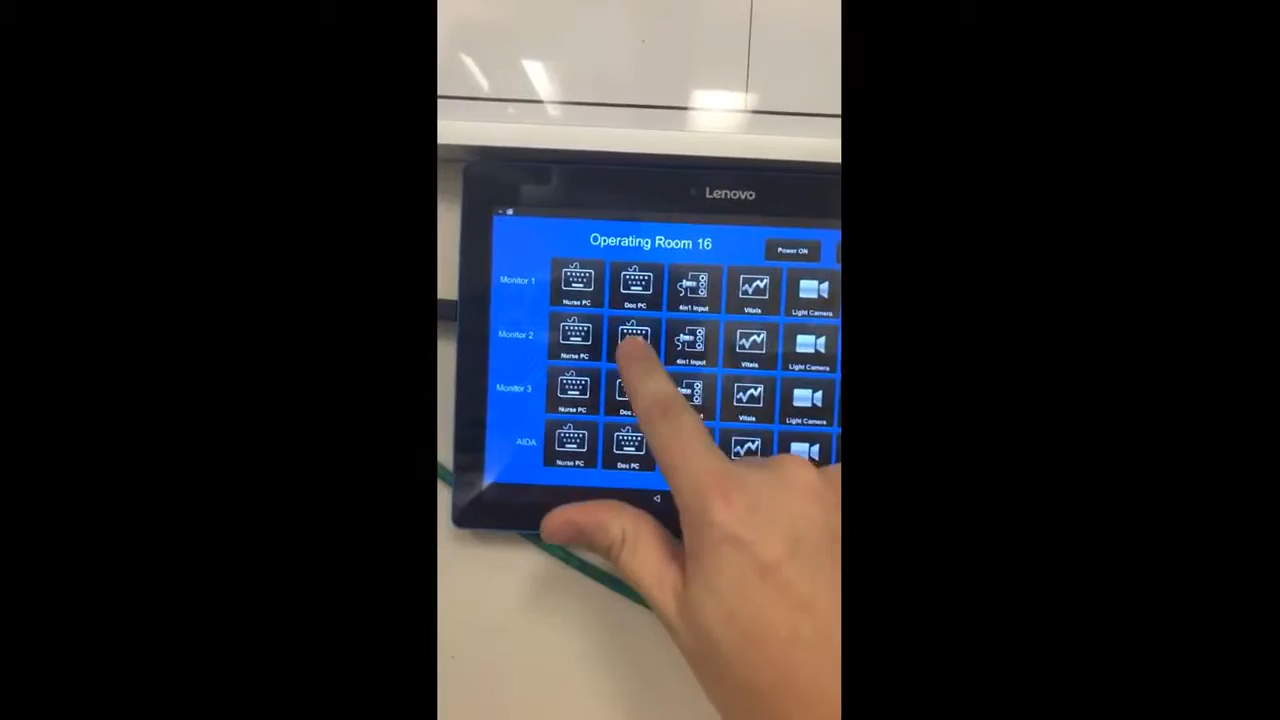 Lenovo
Operating Room 16
Power ON
Monitor 1
Nurse PC
Doc PC
4in1 Input
Vitals
Light Camera
Monitor 2
Nurse PC
4in1 Input
Vitals
Light Camera
Monitor 3
Nurse PC
Vitals
Light Camera
AIDA
Nurse PC
Doc PC